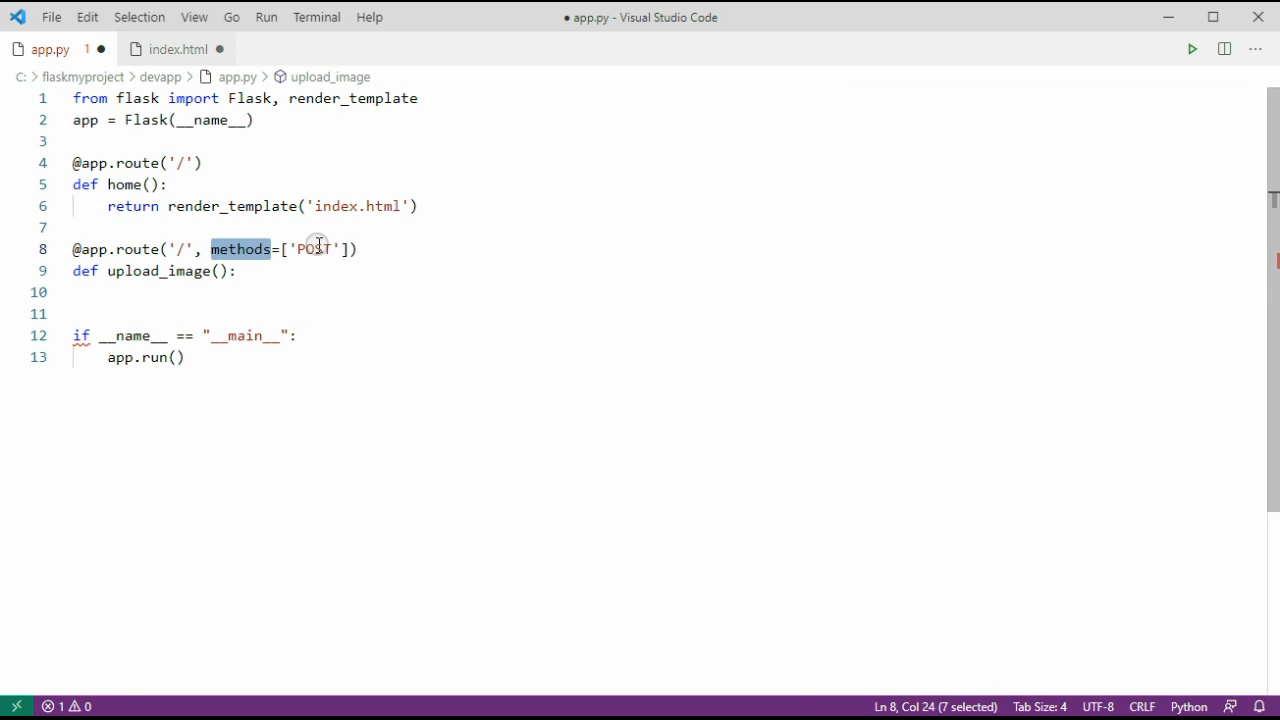 File Edit Selection View Go Run Terminal Help ● app.py - Visual Studio Code
app.py 1 ● index.html ●
C: > flaskmyproject > devapp > app.py > upload_image
1 from flask import Flask, render_template
2 app = Flask(__name__)
3
4 @app.route('/')
5 def home():
6 return render_template('index.html')
7
8 @app.route('/', methods=['POST'])
9 def upload_image():
10
11
12 if __name__ == "__main__":
13 app.run()
1 0 Ln 8, Col 24 (7 selected) Tab Size: 4 UTF-8 CRLF Python